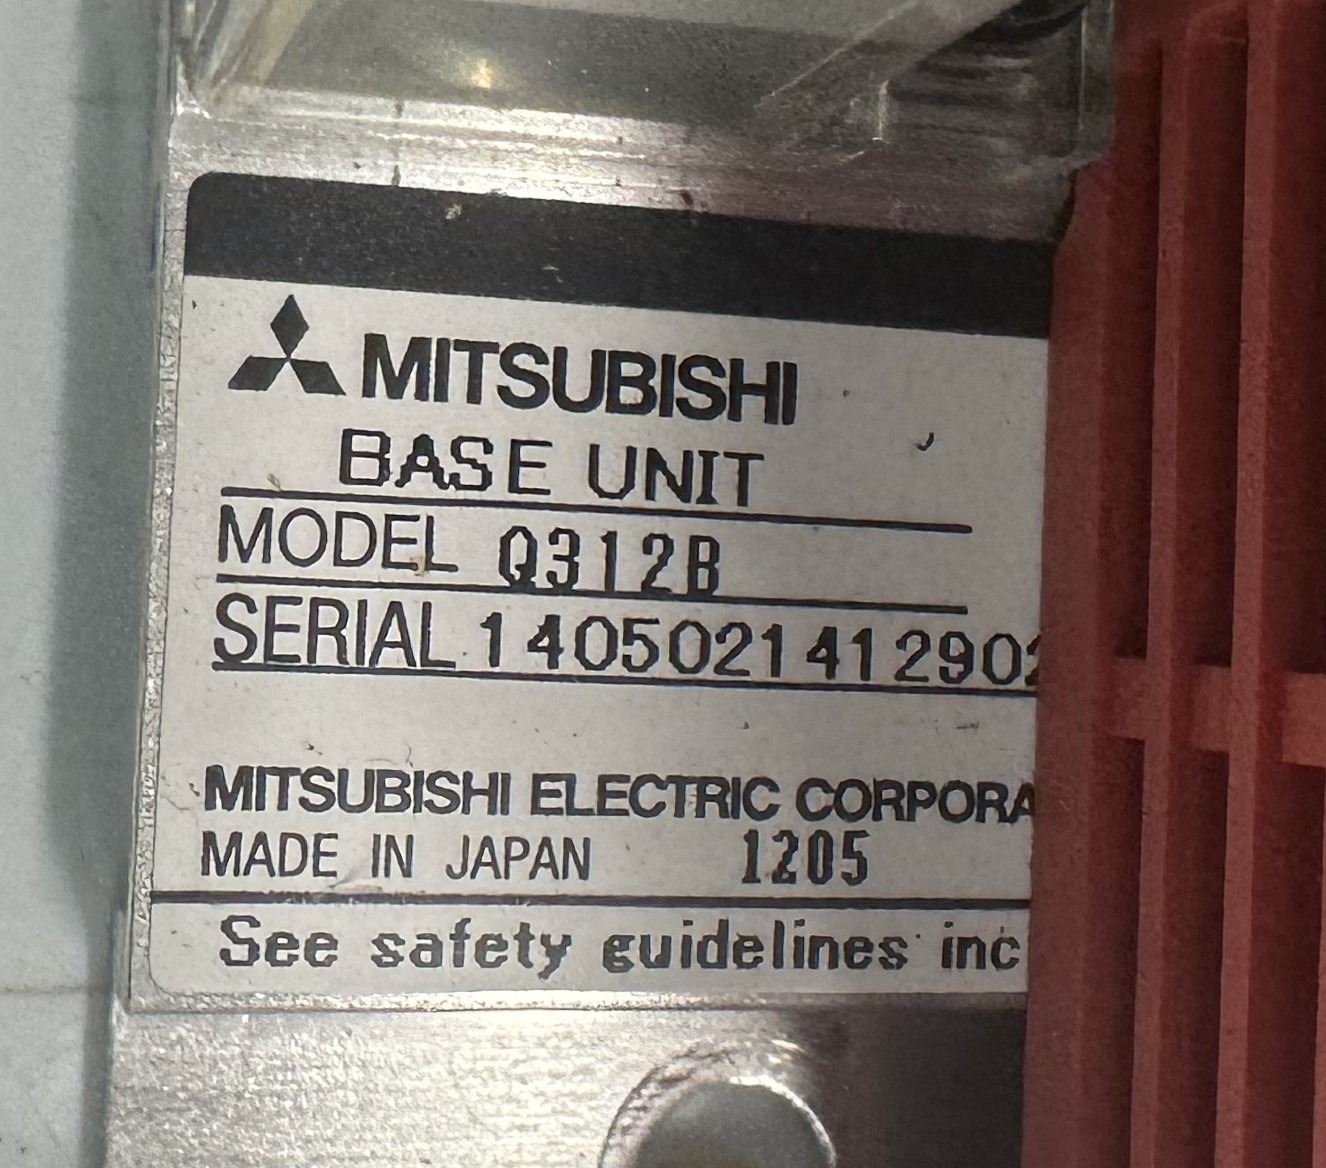 MITSUBISHI
BASE UNIT
MODEL Q312B
SERIAL 140502141290
MITSUBISHI ELECTRIC CORPORA
MADE IN JAPAN 1205
See safety guidelines inc